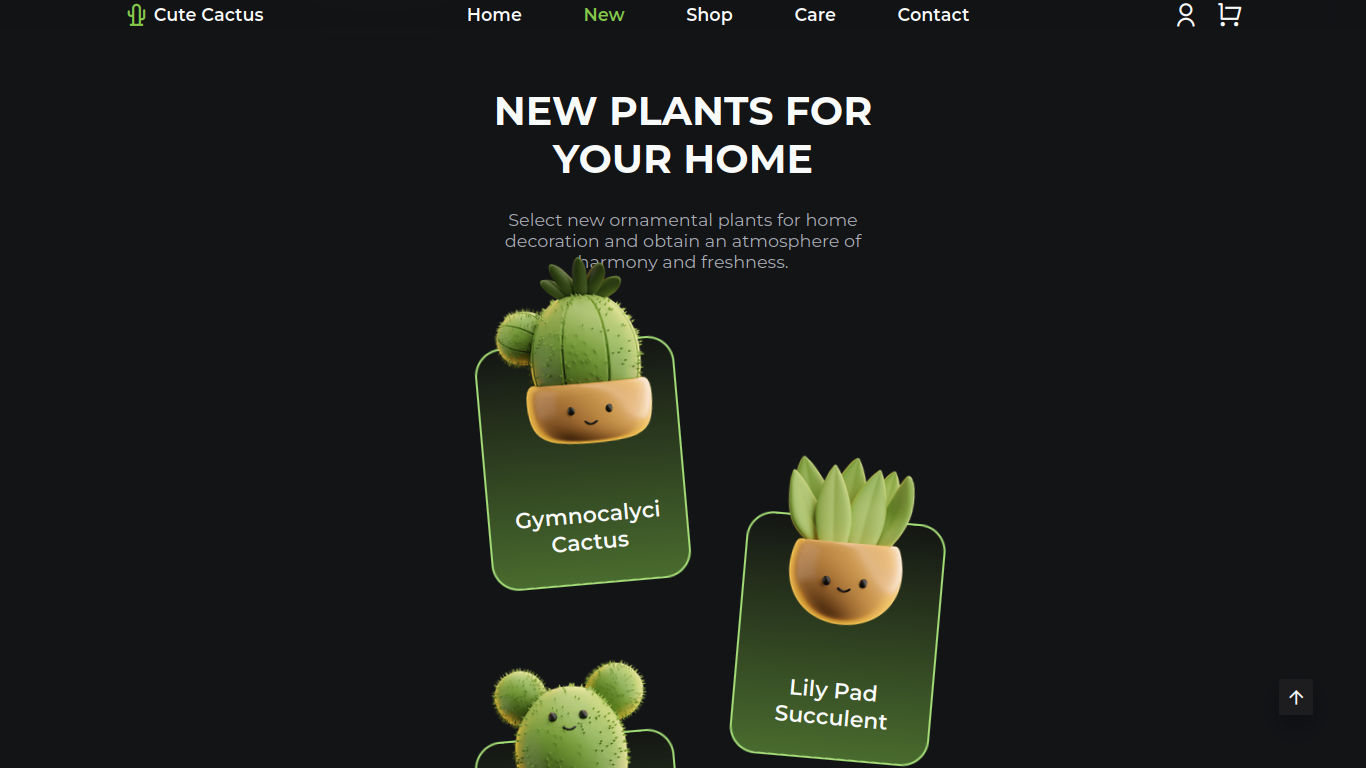 Cute Cactus
Home
New
Shop
Care
Contact
NEW PLANTS FOR
YOUR HOME
Select new ornamental plants for home
decoration and obtain an atmosphere of
harmony and freshness.
Gymnocalyci
Cactus
Lily Pad
Succulent